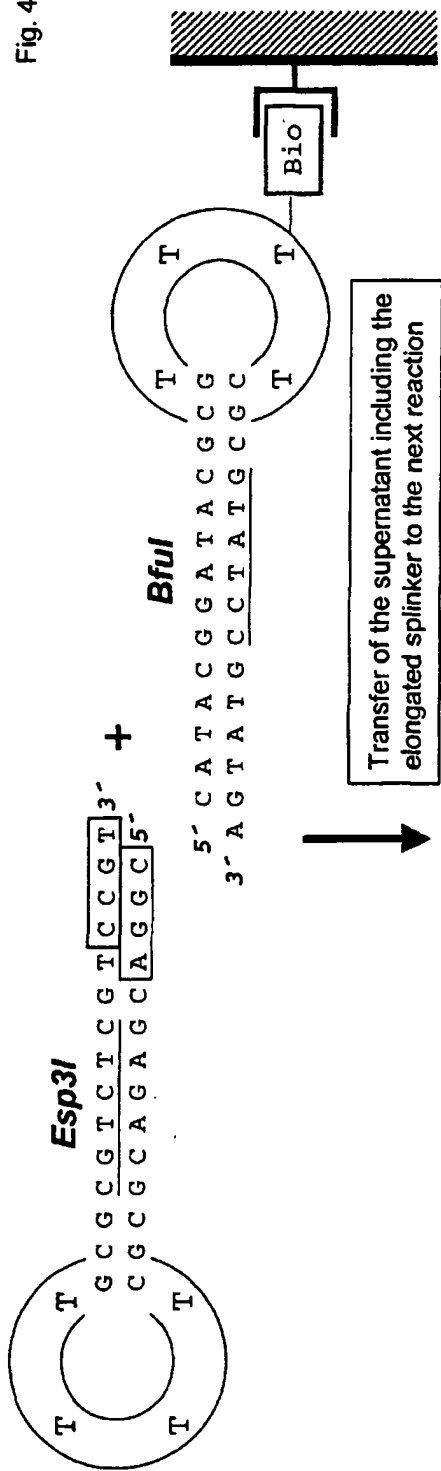 Fig. 4
Esp3I
T T
G C G C G T C T C G T C C G T 3´
C G C G C A G A G C A G G C 5´
T T
+
BfuI
T T
5´ C A T A C G G A T A C G C G
3´ A G T A T G C C T A T G C G C
T T
Bio
Transfer of the supernatant including the
elongated splinker to the next reaction